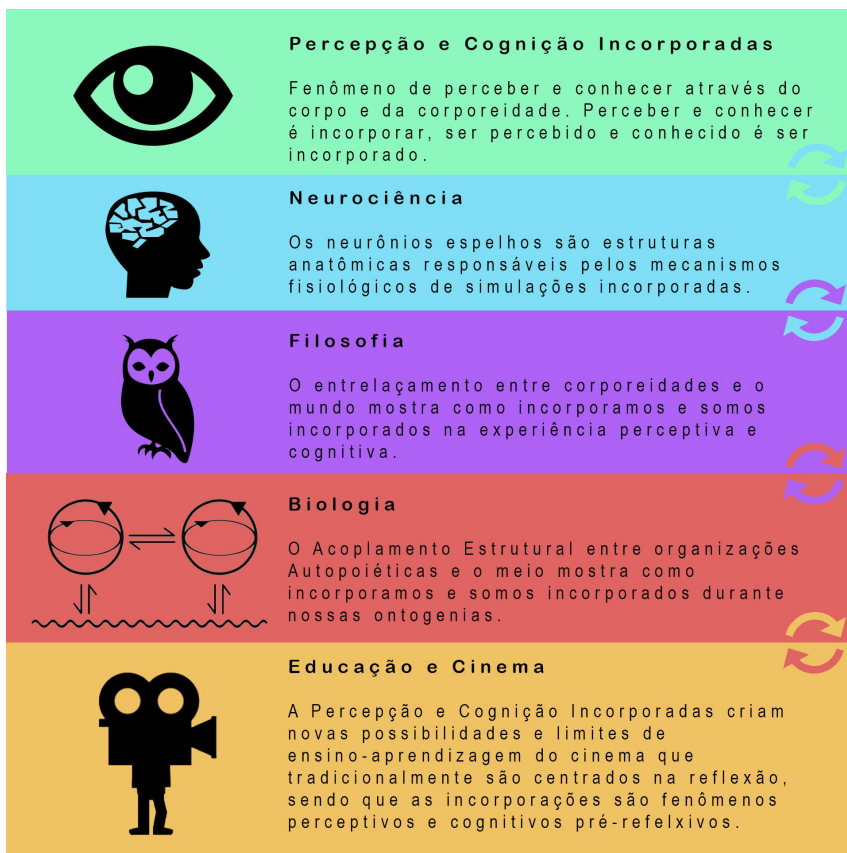 Percepção e Cognição Incorporadas
Fenômeno de perceber e conhecer através do
corpo e da corporeidade. Perceber e conhecer
é incorporar, ser percebido e conhecido é ser
incorporado.
Neurociência
Os neurônios espelhos são estruturas
anatômicas responsáveis pelos mecanismos
fisiológicos de simulações incorporadas.
Filosofia
O entrelaçamento entre corporeidades e o
mundo mostra como incorporamos e somos
incorporados na experiência perceptiva e
cognitiva.
Biologia
O Acoplamento Estrutural entre organizações
Autopoiéticas e o meio mostra como
incorporamos e somos incorporados durante
nossas ontogenias.
Educação e Cinema
A Percepção e Cognição Incorporadas criam
novas possibilidades e limites de
ensino-aprendizagem do cinema que
tradicionalmente são centrados na reflexão,
sendo que as incorporações são fenômenos
perceptivos e cognitivos pré-refelxivos.